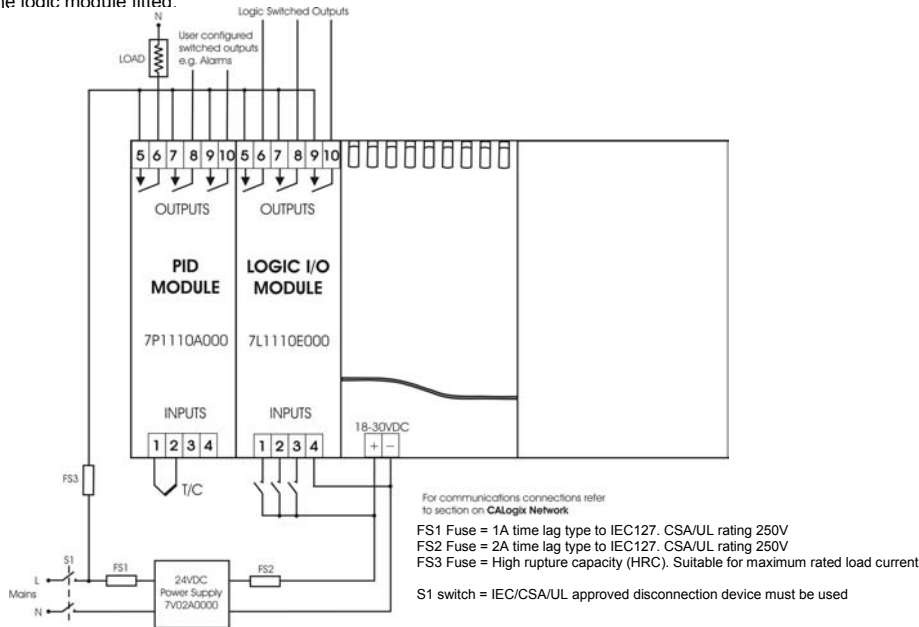 logic module fitted.
N
Logic Switched Outputs
User configured
switched outputs
e.g. Alarms
LOAD
5 6 7 8 9 10 5 6 7 8 9 10
OUTPUTS OUTPUTS
PID
MODULE
LOGIC I/O
MODULE
7P1110A000 7L1110E000
INPUTS INPUTS
18-30VDC
1 2 3 4 1 2 3 4 + -
T/C
FS3
For communications connections refer
to section on CALogix Network
FS1 Fuse = 1A time lag type to IEC127. CSA/UL rating 250V
FS2 Fuse = 2A time lag type to IEC127. CSA/UL rating 250V
FS3 Fuse = High rupture capacity (HRC). Suitable for maximum rated load current
S1 switch = IEC/CSA/UL approved disconnection device must be used
S1
FS1
FS2
L
Mains
N
24VDC
Power Supply
7V02A0000